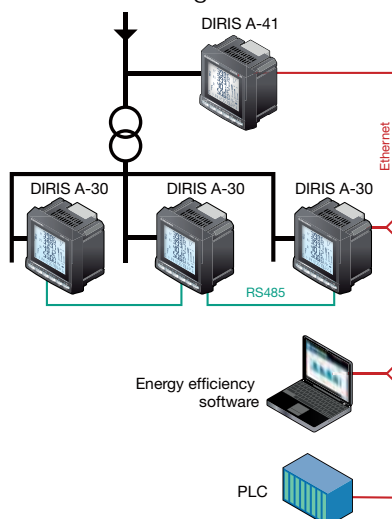 DIRIS A-41
Ethernet
DIRIS A-30
DIRIS A-30
DIRIS A-30
RS485
Energy efficiency
software
PLC